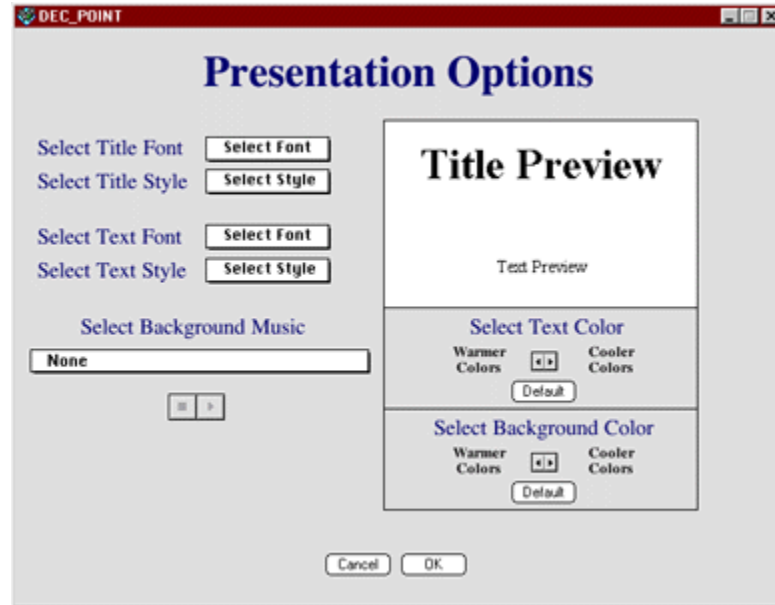 DEC_POINT
Presentation Options
Select Title Font Select Font
Select Title Style Select Style
Select Text Font Select Font
Select Text Style Select Style
Select Background Music
None
Title Preview
Text Preview
Select Text Color
Warmer Colors Cooler Colors
Default
Select Background Color
Warmer Colors Cooler Colors
Default
Cancel OK